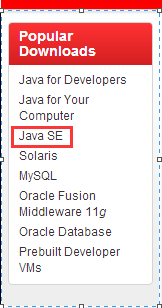 Popular
Downloads
Java for Developers
Java for Your
Computer
Java SE
Solaris
MySQL
Oracle Fusion
Middleware 11g
Oracle Database
Prebuilt Developer
VMs